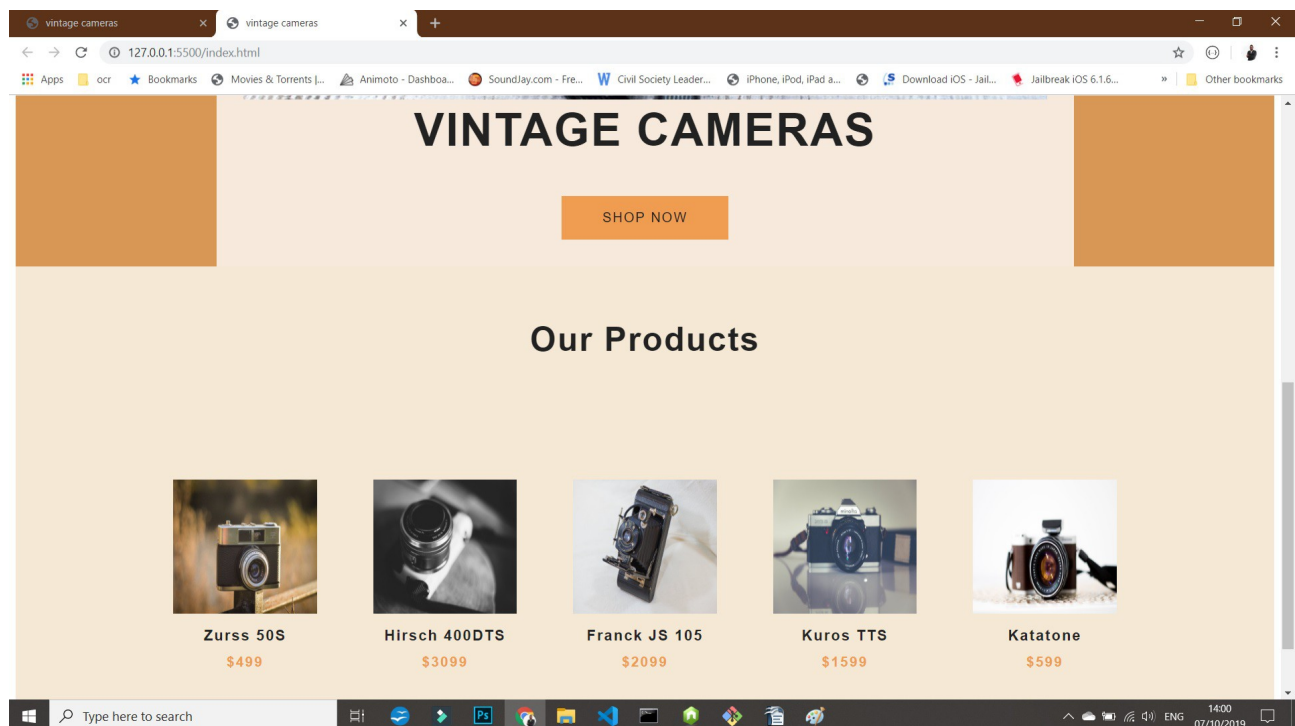 vintage cameras
vintage cameras
127.0.0.1:5500/index.html
Apps ocr Bookmarks Movies & Torrents |... Animoto - Dashboa... SoundJay.com - Fre... Civil Society Leader... iPhone, iPod, iPad a... Download iOS - Jail... Jailbreak iOS 6.1.6... » Other bookmarks
VINTAGE CAMERAS
SHOP NOW
Our Products
Zurss 50S Hirsch 400DTS Franck JS 105 Kuros TTS Katatone
$499 $3099 $2099 $1599 $599
Type here to search Ps ENG 14:00
07/10/2019